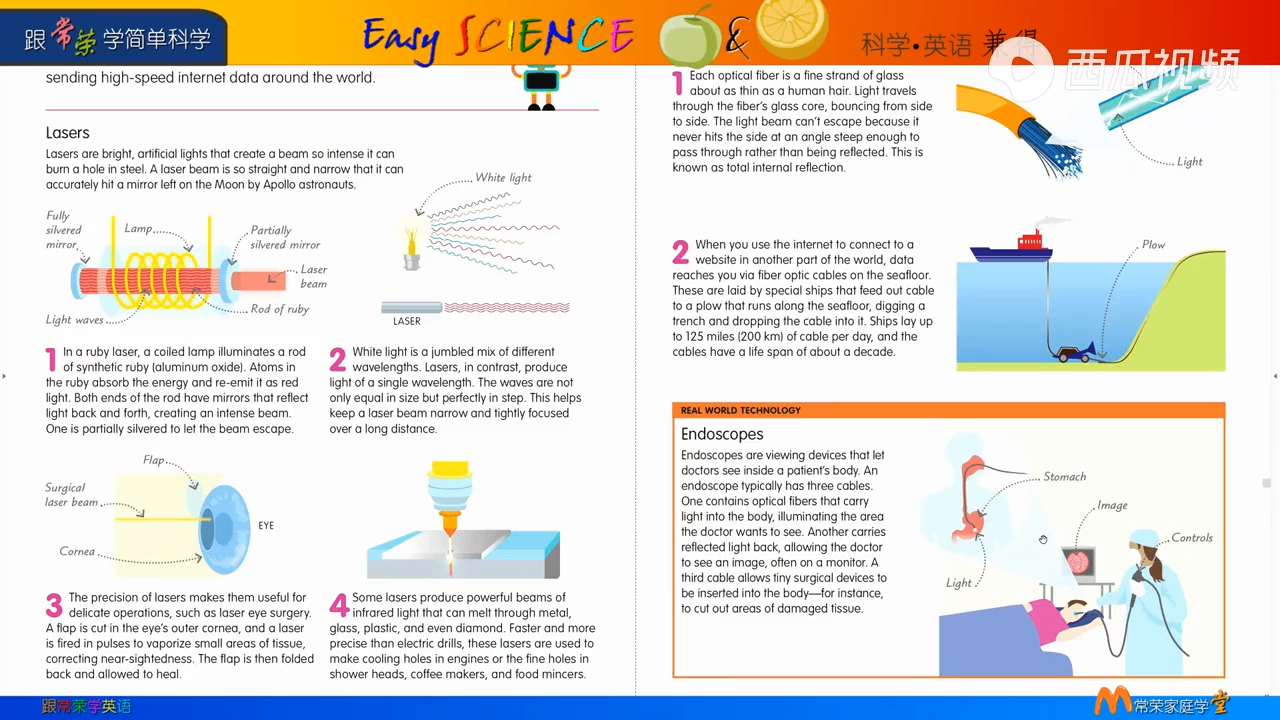 跟常荣学简单科学
Easy SCIENCE &
科学·英语 兼得
西瓜视频
sending high-speed internet data around the world.
Lasers
Lasers are bright, artificial lights that create a beam so intense it can
burn a hole in steel. A laser beam is so straight and narrow that it can
accurately hit a mirror left on the Moon by Apollo astronauts.
Fully
silvered
mirror
Lamp
Partially
silvered mirror
Laser
beam
Rod of ruby
Light waves
White light
LASER
1 In a ruby laser, a coiled lamp illuminates a rod
of synthetic ruby (aluminum oxide). Atoms in
the ruby absorb the energy and re-emit it as red
light. Both ends of the rod have mirrors that reflect
light back and forth, creating an intense beam.
One is partially silvered to let the beam escape.
2 White light is a jumbled mix of different
wavelengths. Lasers, in contrast, produce
light of a single wavelength. The waves are not
only equal in size but perfectly in step. This helps
keep a laser beam narrow and tightly focused
over a long distance.
Flap
Surgical
laser beam
EYE
Cornea
3 The precision of lasers makes them useful for
delicate operations, such as laser eye surgery.
A flap is cut in the eye's outer cornea, and a laser
is fired in pulses to vaporize small areas of tissue,
correcting near-sightedness. The flap is then folded
back and allowed to heal.
4 Some lasers produce powerful beams of
infrared light that can melt through metal,
glass, plastic, and even diamond. Faster and more
precise than electric drills, these lasers are used to
make cooling holes in engines or the fine holes in
shower heads, coffee makers, and food mincers.
1 Each optical fiber is a fine strand of glass
about as thin as a human hair. Light travels
through the fiber's glass core, bouncing from side
to side. The light beam can't escape because it
never hits the side at an angle steep enough to
pass through rather than being reflected. This is
known as total internal reflection.
Light
2 When you use the internet to connect to a
website in another part of the world, data
reaches you via fiber optic cables on the seafloor.
These are laid by special ships that feed out cable
to a plow that runs along the seafloor, digging a
trench and dropping the cable into it. Ships lay up
to 125 miles (200 km) of cable per day, and the
cables have a life span of about a decade.
Plow
REAL WORLD TECHNOLOGY
Endoscopes
Endoscopes are viewing devices that let
doctors see inside a patient's body. An
endoscope typically has three cables.
One contains optical fibers that carry
light into the body, illuminating the area
the doctor wants to see. Another carries
reflected light back, allowing the doctor
to see an image, often on a monitor. A
third cable allows tiny surgical devices to
be inserted into the body—for instance,
to cut out areas of damaged tissue.
Stomach
Image
Controls
Light
跟常荣学英语
常荣家庭学堂